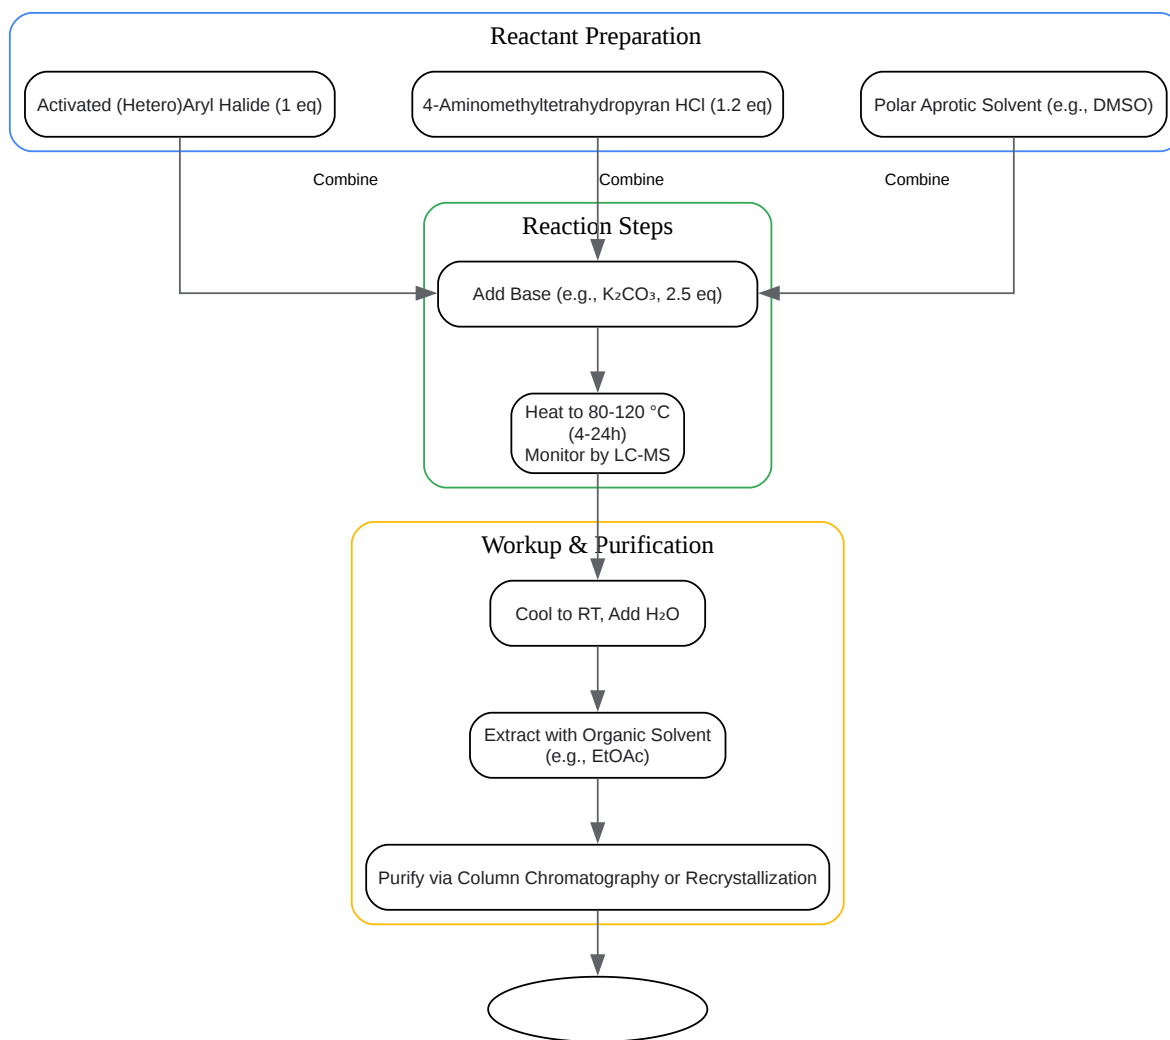 Reactant Preparation
Activated (Hetero)Aryl Halide (1 eq)
4-Aminomethyltetrahydropyran HCl (1.2 eq)
Polar Aprotic Solvent (e.g., DMSO)
Combine
Combine
Combine
Reaction Steps
Add Base (e.g., K₂CO₃, 2.5 eq)
Heat to 80-120 °C
(4-24h)
Monitor by LC-MS
Workup & Purification
Cool to RT, Add H₂O
Extract with Organic Solvent
(e.g., EtOAc)
Purify via Column Chromatography or Recrystallization